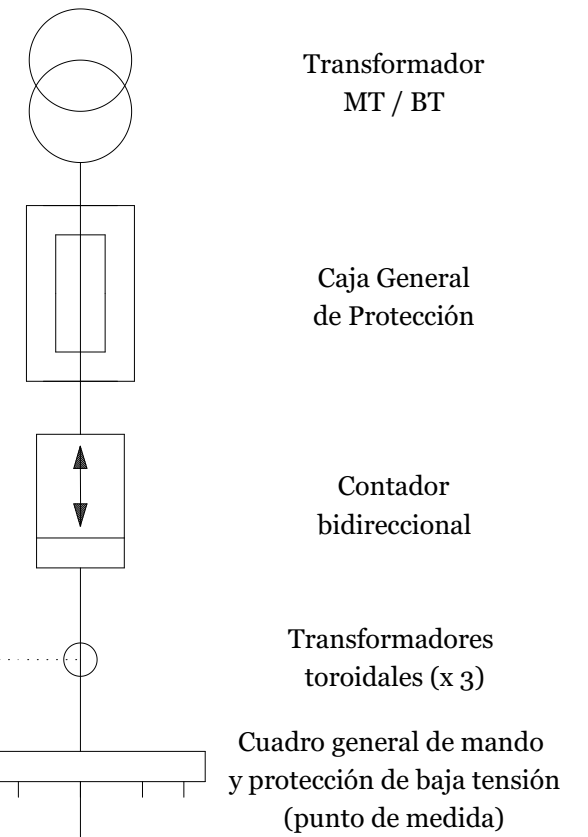 Transformador
MT / BT
Caja General
de Protección
Contador
bidireccional
Transformadores
toroidales (x 3)
Cuadro general de mando
y protección de baja tensión
(punto de medida)